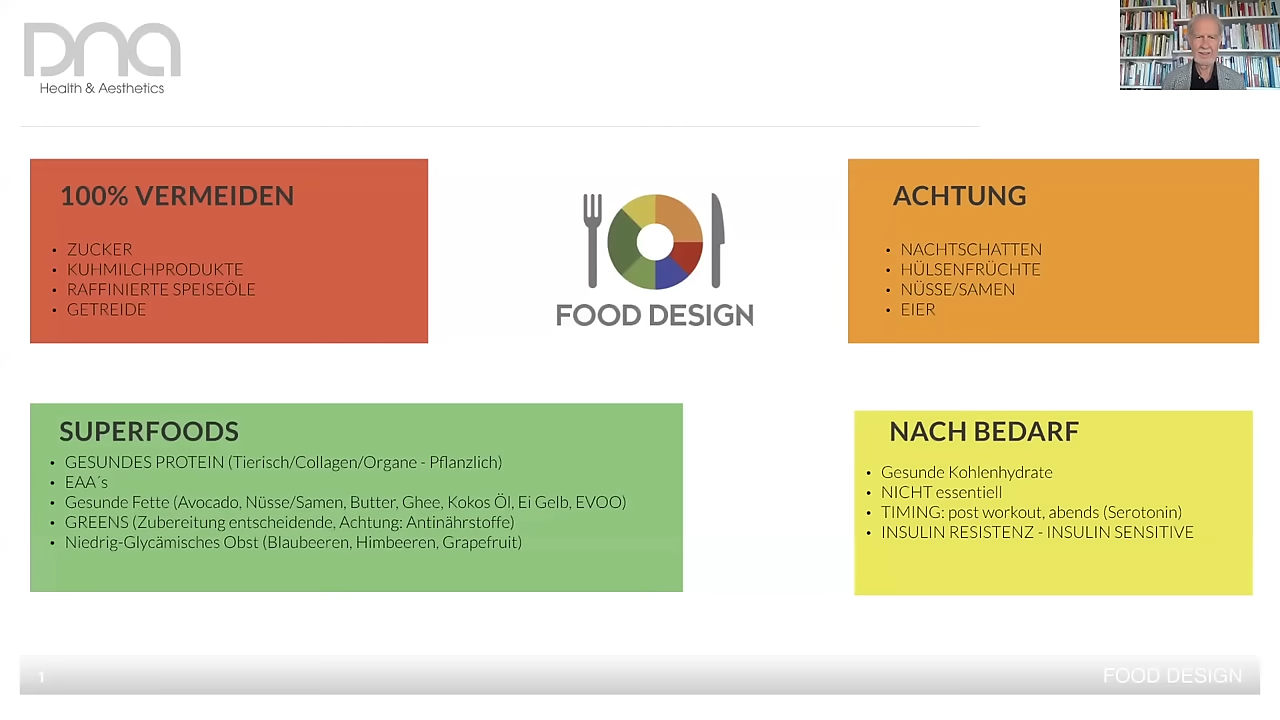 DNA
Health & Aesthetics
100% VERMEIDEN
• ZUCKER
• KUHMILCHPRODUKTE
• RAFFINIERTE SPEISEÖLE
• GETREIDE
FOOD DESIGN
ACHTUNG
• NACHTSCHATTEN
• HÜLSENFRÜCHTE
• NÜSSE/SAMEN
• EIER
SUPERFOODS
• GESUNDES PROTEIN (Tierisch/Collagen/Organe - Pflanzlich)
• EAA´s
• Gesunde Fette (Avocado, Nüsse/Samen, Butter, Ghee, Kokos Öl, Ei Gelb, EVOO)
• GREENS (Zubereitung entscheidende, Achtung: Antinährstoffe)
• Niedrig-Glycämisches Obst (Blaubeeren, Himbeeren, Grapefruit)
NACH BEDARF
• Gesunde Kohlenhydrate
• NICHT essentiell
• TIMING: post workout, abends (Serotonin)
• INSULIN RESISTENZ - INSULIN SENSITIVE
1
FOOD DESIGN